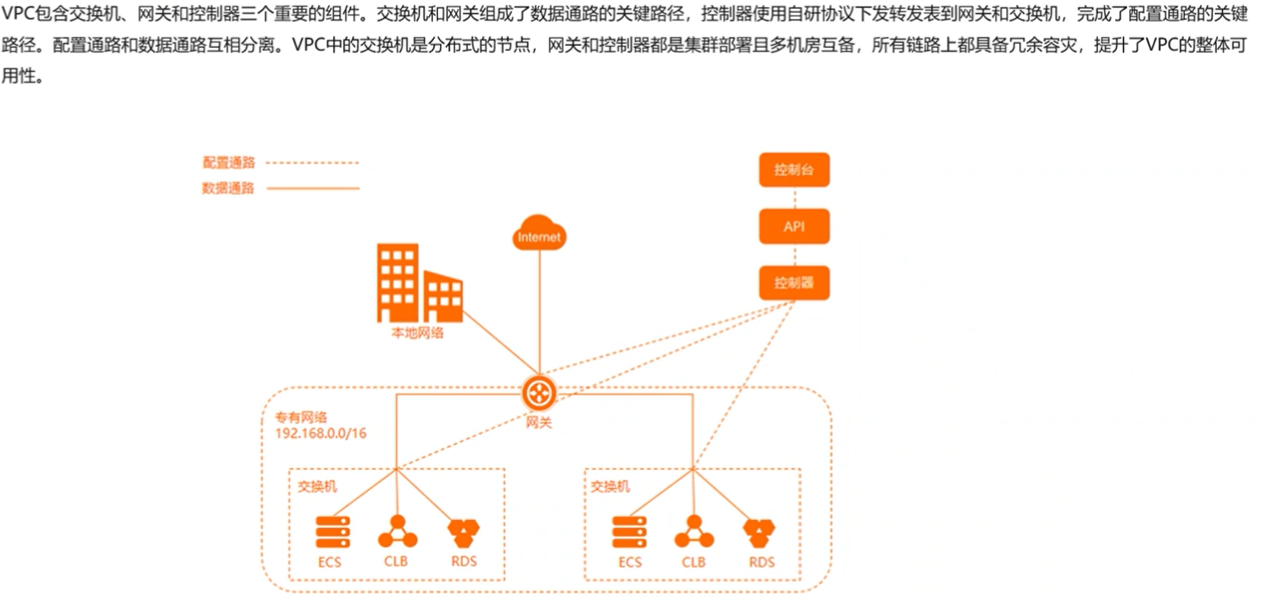 VPC包含交换机、网关和控制器三个重要的组件。交换机和网关组成了数据通路的关键路径，控制器使用自研协议下发转发表到网关和交换机，完成了配置通路的关键
路径。配置通路和数据通路互相分离。VPC中的交换机是分布式的节点，网关和控制器都是集群部署且多机房互备，所有链路上都具备冗余容灾，提升了VPC的整体可
用性。
配置通路
数据通路
控制台
API
控制器
Internet
本地网络
网关
专有网络
192.168.0.0/16
交换机
ECS
CLB
RDS
交换机
ECS
CLB
RDS